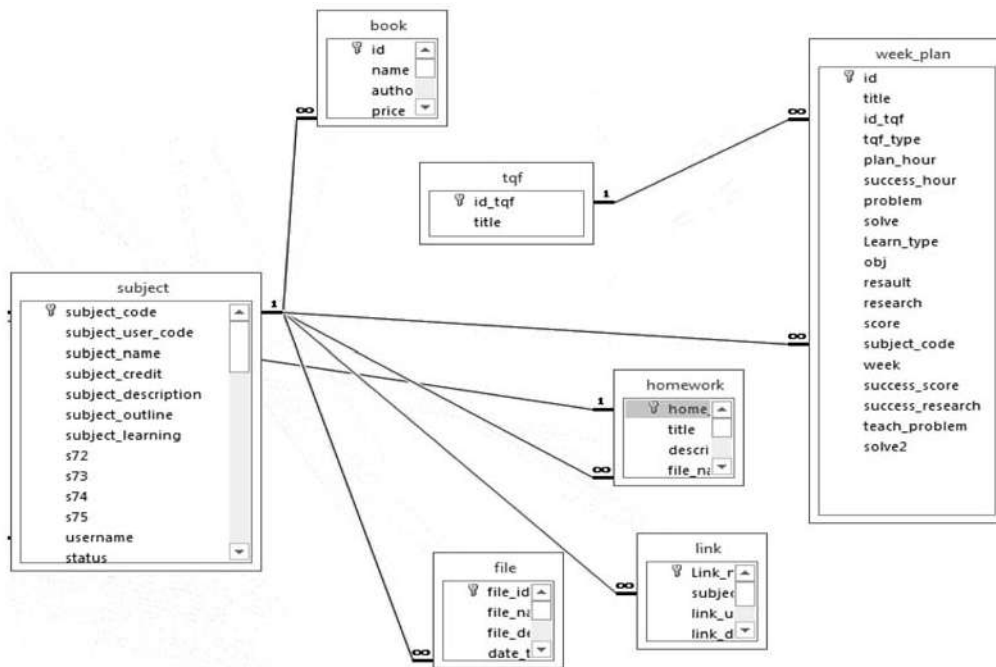 book
id
name
autho
price
tqf
id_tqf
title
week_plan
id
title
id_tqf
tqf_type
plan_hour
success_hour
problem
solve
Learn_type
obj
resault
research
score
subject_code
week
success_score
success_research
teach_problem
solve2
subject
subject_code
subject_user_code
subject_name
subject_credit
subject_description
subject_outline
subject_learning
s72
s73
s74
s75
username
status
homework
home_
title
descri
file_na
link
Link_r
subjec
link_u
link_d
file
file_id
file_na
file_de
date_t
∞
∞
1
1
∞
1
∞
∞
∞